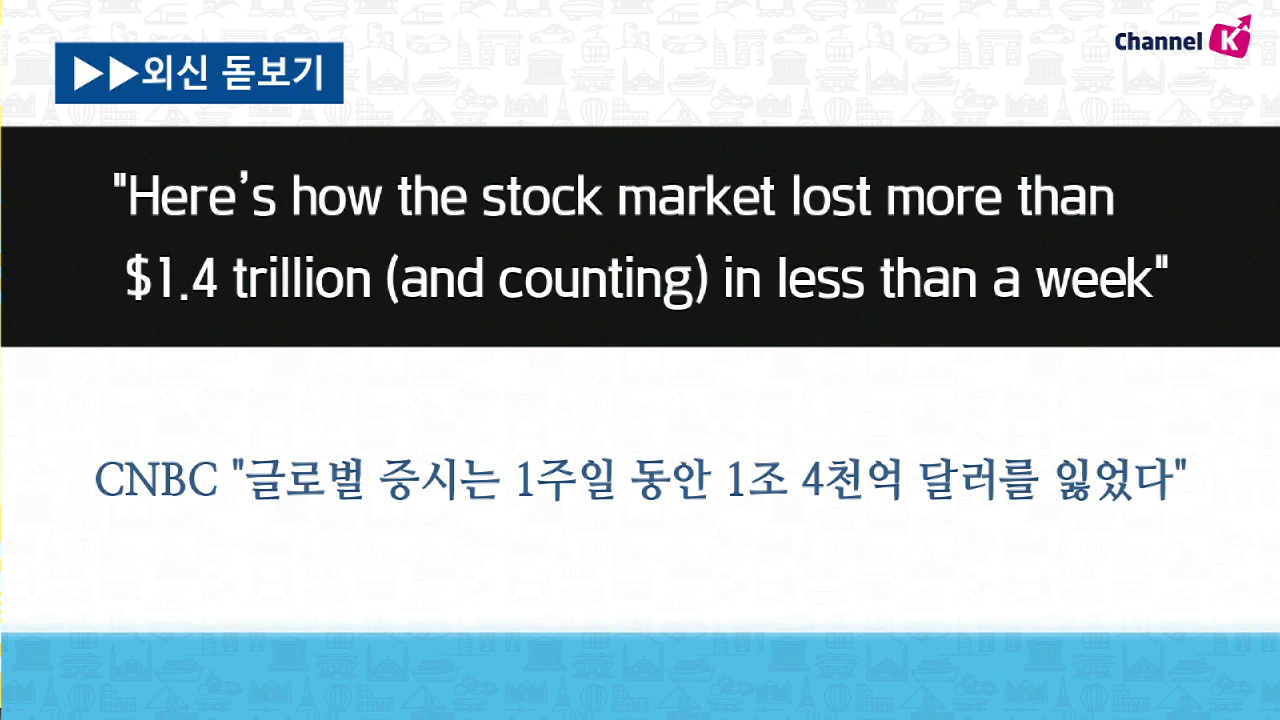 ▶▶외신 돋보기
Channel K
"Here’s how the stock market lost more than
$1.4 trillion (and counting) in less than a week"
CNBC "글로벌 증시는 1주일 동안 1조 4천억 달러를 잃었다"